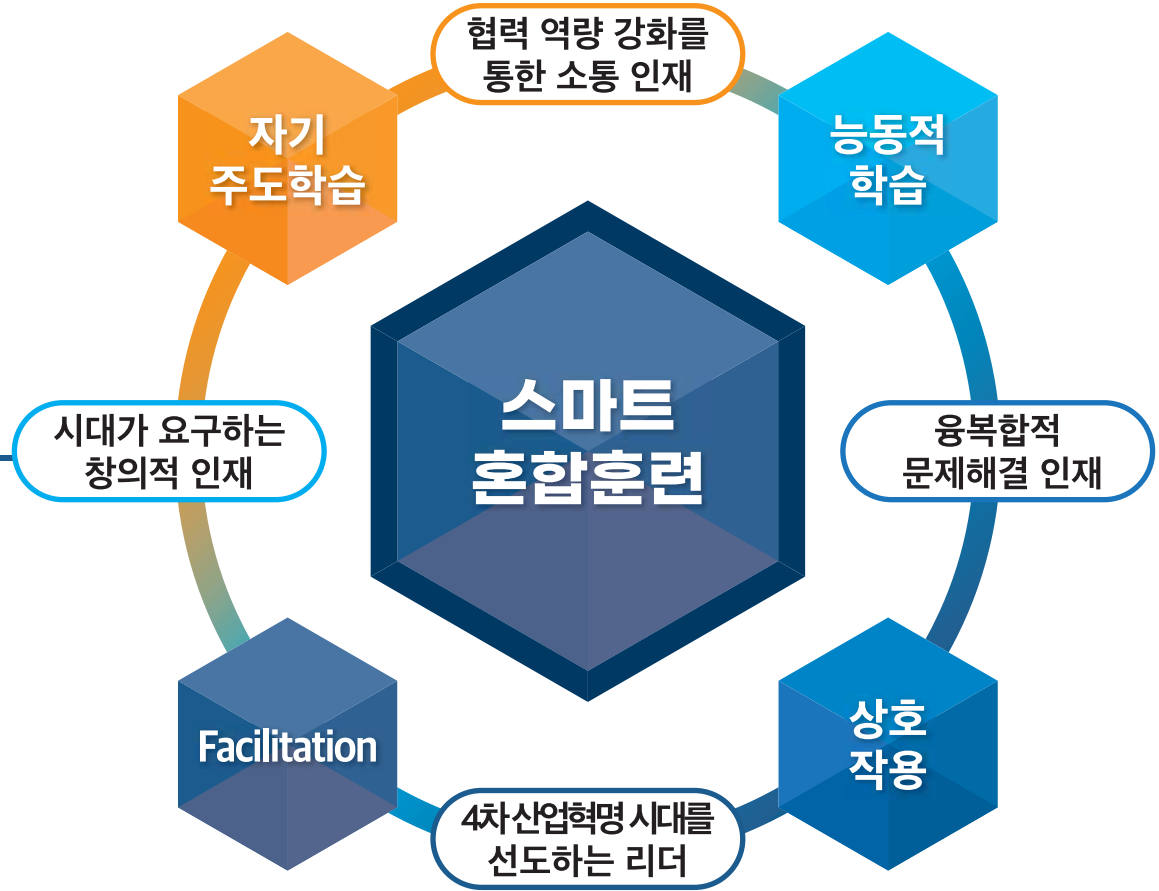 협력 역량 강화를
통한 소통 인재
자기
주도학습
능동적
학습
스마트
혼합훈련
시대가 요구하는
창의적 인재
융복합적
문제해결 인재
Facilitation
상호
작용
4차 산업혁명 시대를
선도하는 리더